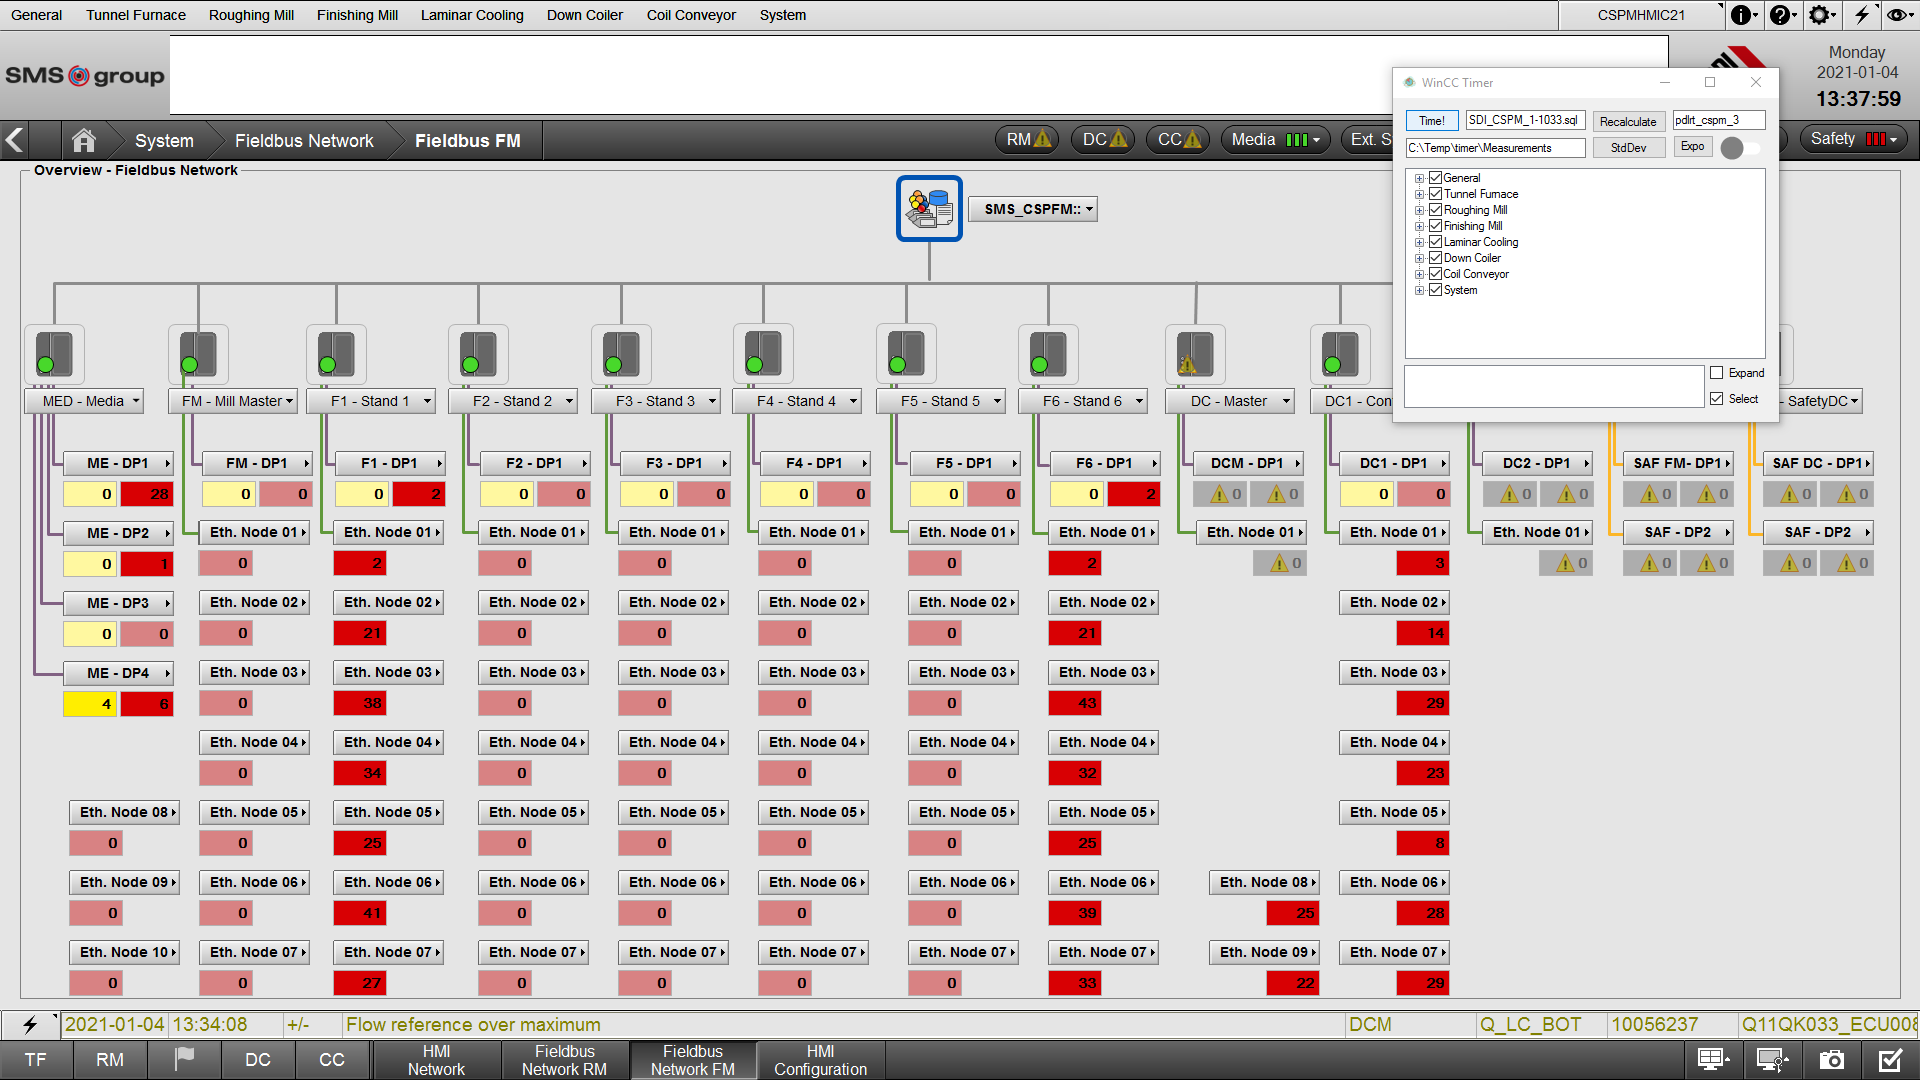 General Tunnel Furnace Roughing Mill Finishing Mill Laminar Cooling Down Coiler Coil Conveyor System CSPMHMIC21
SMS group
Monday
2021-01-04
13:37:59
System Fieldbus Network Fieldbus FM RM DC CC Media Ext. S Safety
WinCC Timer
Time! SDI_CSPM_1-1033.sql Recalculate pdlrt_cspm_3
C:\Temp\timer\Measurements StdDev Expo
General
Tunnel Furnace
Roughing Mill
Finishing Mill
Laminar Cooling
Down Coiler
Coil Conveyor
System
Expand
Select
Overview - Fieldbus Network
SMS_CSPFM::
MED - Media FM - Mill Master F1 - Stand 1 F2 - Stand 2 F3 - Stand 3 F4 - Stand 4 F5 - Stand 5 F6 - Stand 6 DC - Master DC1 - Con - SafetyDC
ME - DP1 FM - DP1 F1 - DP1 F2 - DP1 F3 - DP1 F4 - DP1 F5 - DP1 F6 - DP1 DCM - DP1 DC1 - DP1 DC2 - DP1 SAF FM- DP1 SAF DC - DP1
0 28 0 0 0 2 0 0 0 0 0 0 0 0 0 2 0 0 0 0 0 0 0 0 0 0
ME - DP2 Eth. Node 01 Eth. Node 01 Eth. Node 01 Eth. Node 01 Eth. Node 01 Eth. Node 01 Eth. Node 01 Eth. Node 01 Eth. Node 01 Eth. Node 01 SAF - DP2 SAF - DP2
0 1 0 2 0 0 0 0 2 0 3 0 0 0 0 0
ME - DP3 Eth. Node 02 Eth. Node 02 Eth. Node 02 Eth. Node 02 Eth. Node 02 Eth. Node 02 Eth. Node 02 Eth. Node 02
0 0 0 21 0 0 0 0 21 14
ME - DP4 Eth. Node 03 Eth. Node 03 Eth. Node 03 Eth. Node 03 Eth. Node 03 Eth. Node 03 Eth. Node 03 Eth. Node 03
4 6 0 38 0 0 0 0 43 29
Eth. Node 04 Eth. Node 04 Eth. Node 04 Eth. Node 04 Eth. Node 04 Eth. Node 04 Eth. Node 04 Eth. Node 04
0 34 0 0 0 0 32 23
Eth. Node 08 Eth. Node 05 Eth. Node 05 Eth. Node 05 Eth. Node 05 Eth. Node 05 Eth. Node 05 Eth. Node 05 Eth. Node 05
0 0 25 0 0 0 0 25 8
Eth. Node 09 Eth. Node 06 Eth. Node 06 Eth. Node 06 Eth. Node 06 Eth. Node 06 Eth. Node 06 Eth. Node 06 Eth. Node 08 Eth. Node 06
0 0 41 0 0 0 0 39 25 28
Eth. Node 10 Eth. Node 07 Eth. Node 07 Eth. Node 07 Eth. Node 07 Eth. Node 07 Eth. Node 07 Eth. Node 07 Eth. Node 09 Eth. Node 07
0 0 27 0 0 0 0 33 22 29
2021-01-04 13:34:08 +/- Flow reference over maximum DCM Q_LC_BOT 10056237 Q11QK033_ECU008
TF RM DC CC
HMI Network
Fieldbus Network RM
Fieldbus Network FM
HMI Configuration